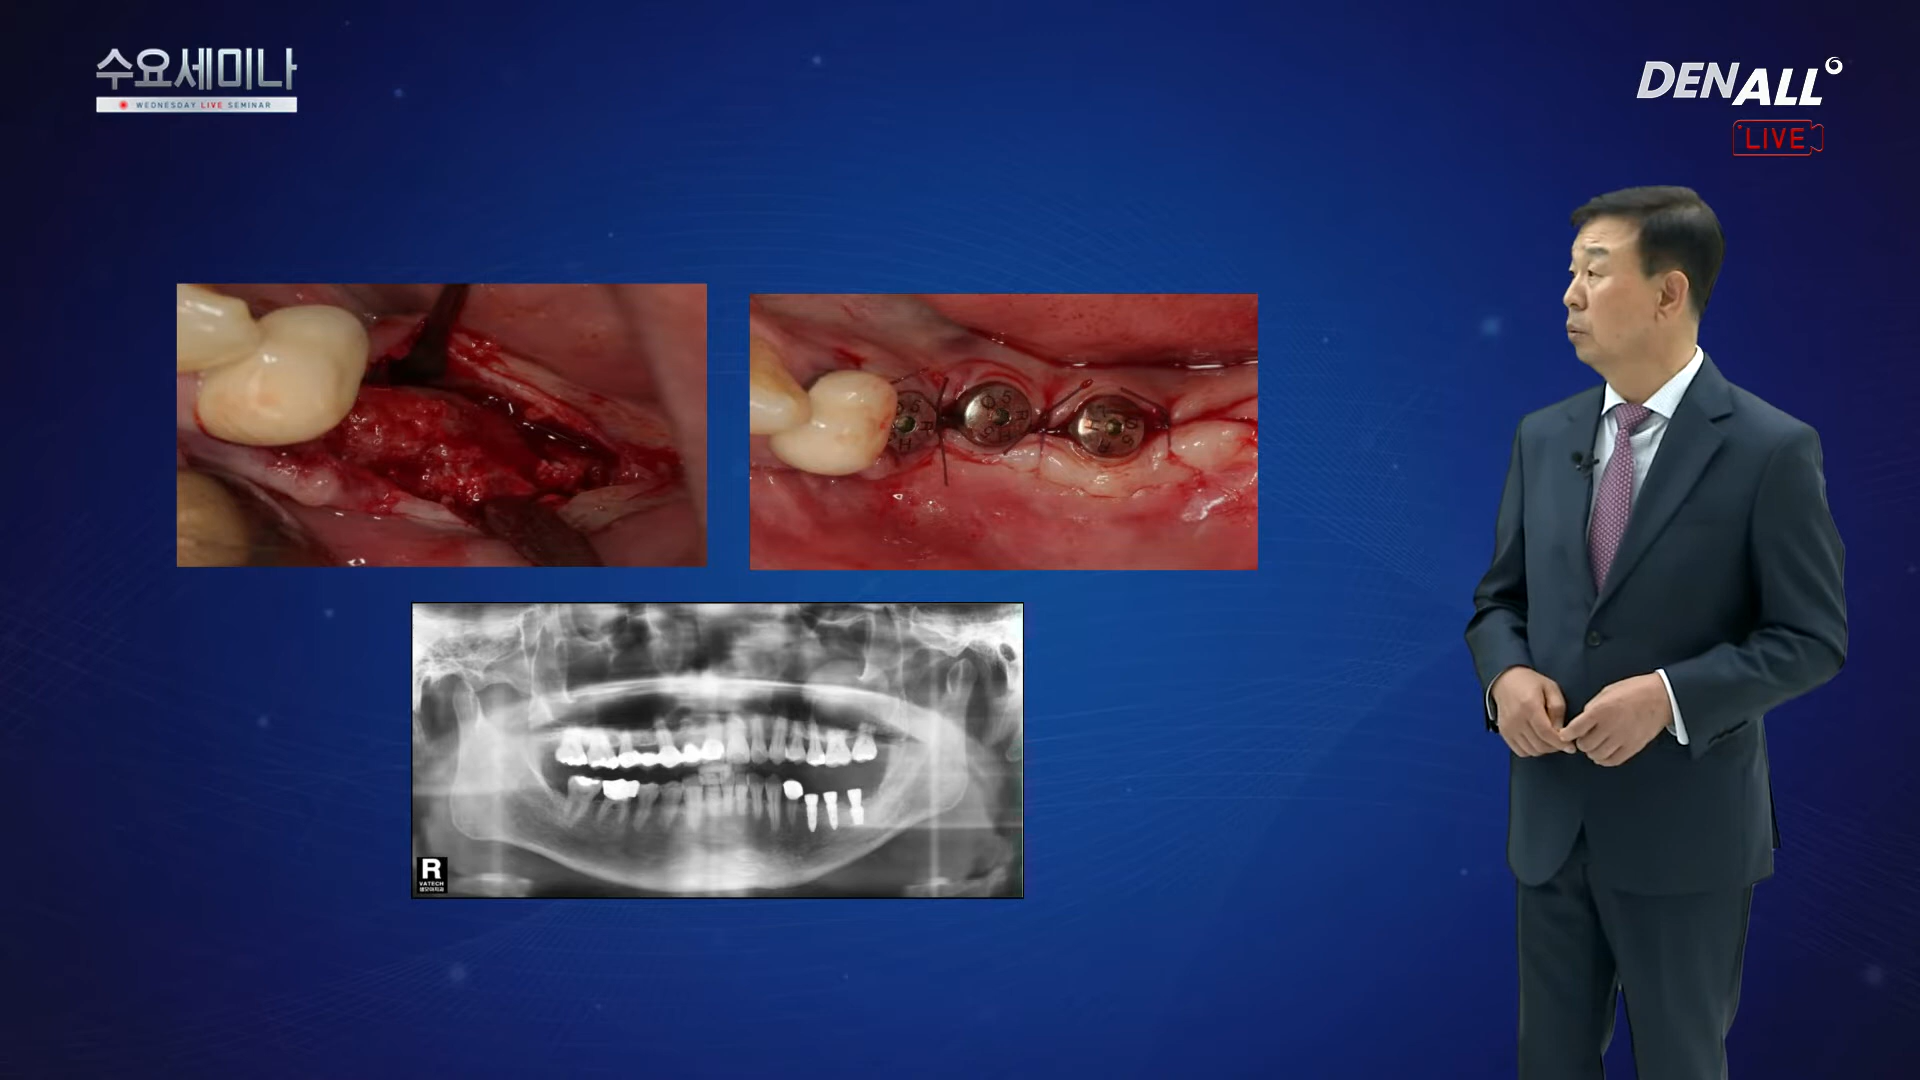 수요세미나
WEDNESDAY LIVE SEMINAR
DENALL
LIVE
R
VATECH